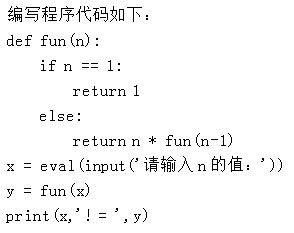 编写程序代码如下：
def fun(n):
    if n == 1:
        return 1
    else:
        return n * fun(n-1)
x = eval(input('请输入n的值：'))
y = fun(x)
print(x,'! = ',y)